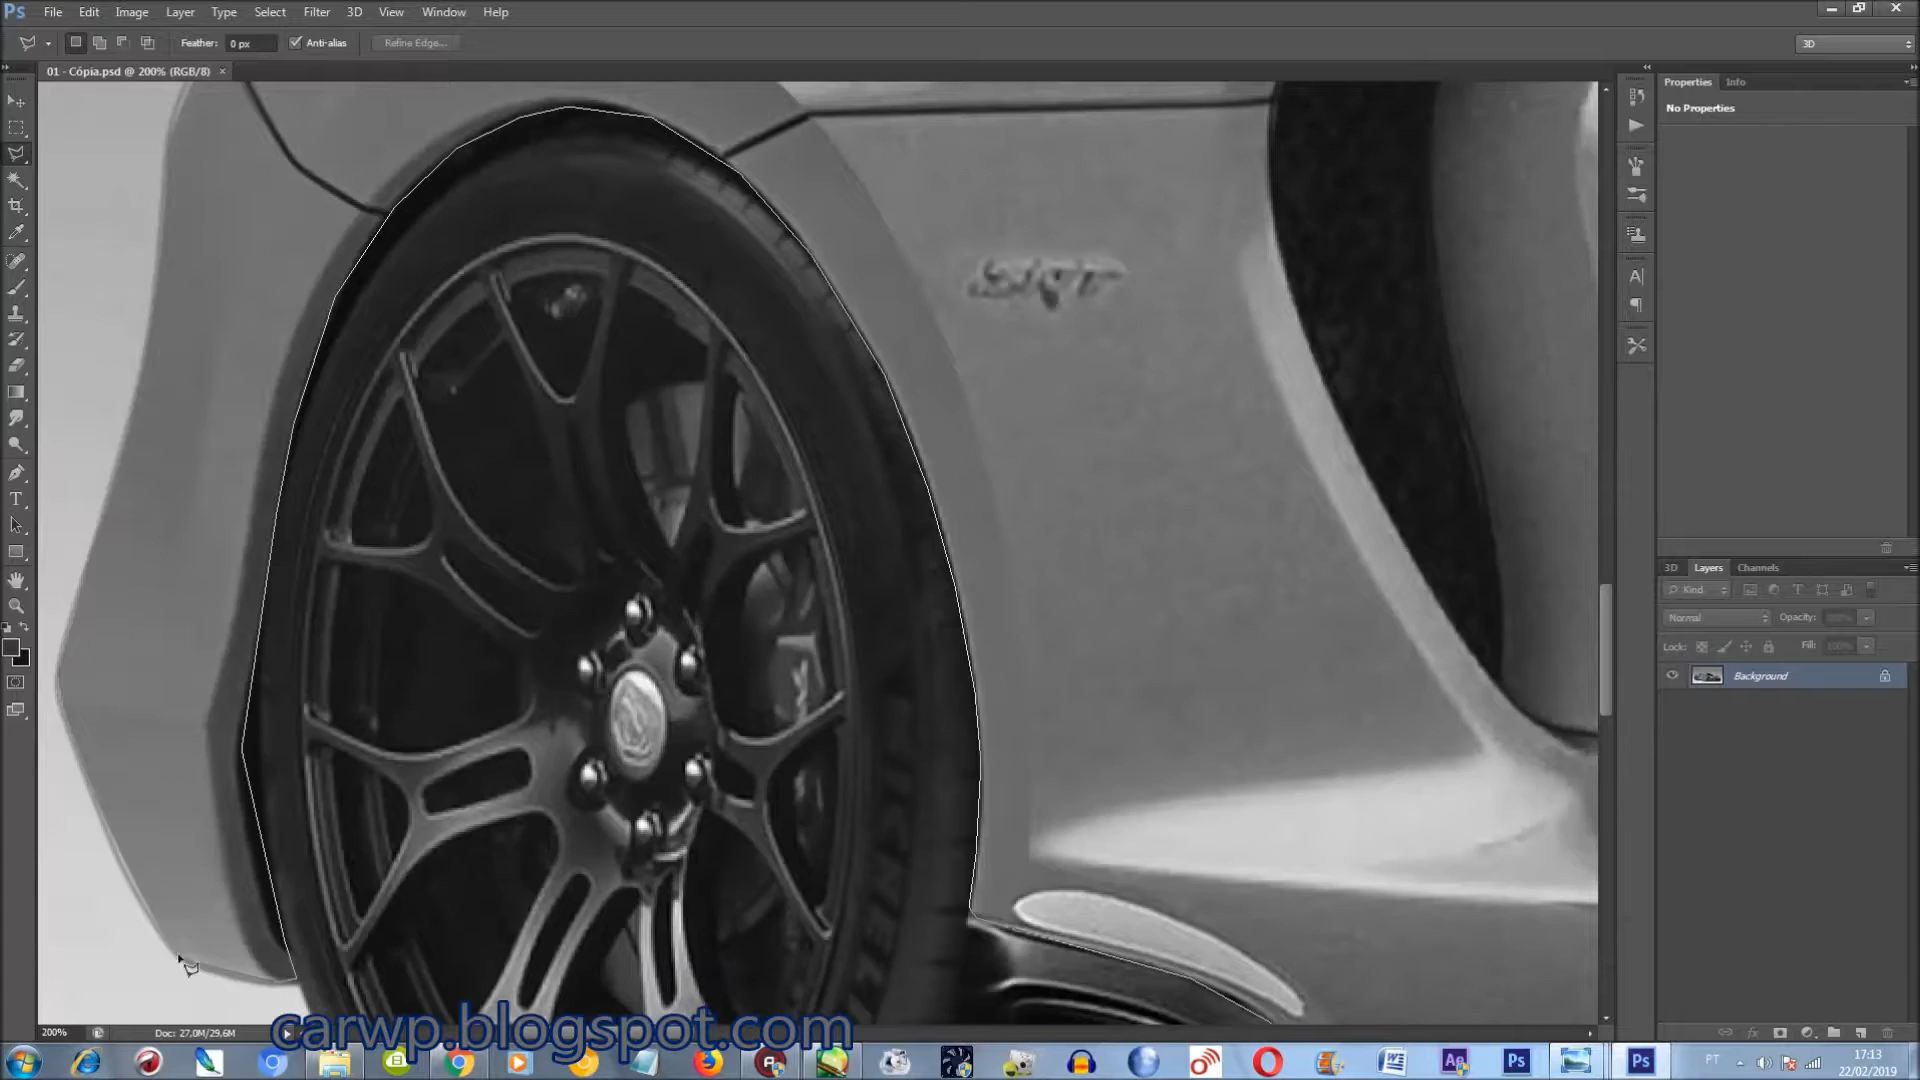 Ps File Edit Image Layer Type Select Filter 3D View Window Help
Feather: 0 px Anti-alias Refine Edge... 3D
01 - Cópia.psd @ 200% (RGB/8) ×
Properties Info
No Properties
3D Layers Channels
Kind
Normal Opacity: 100%
Lock: Fill: 100%
Background
200% Doc: 27,0M/29,6M
carwp.blogspot.com
PT 17:13
22/02/2019